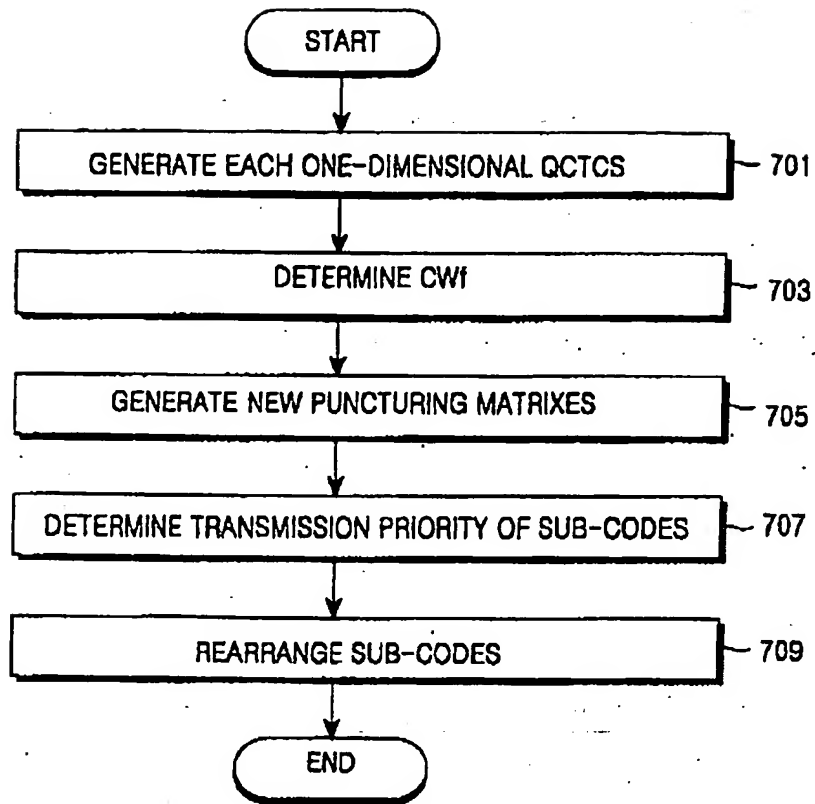 START
GENERATE EACH ONE-DIMENSIONAL QCTCS
701
DETERMINE CWf
703
GENERATE NEW PUNCTURING MATRIXES
705
DETERMINE TRANSMISSION PRIORITY OF SUB-CODES
707
REARRANGE SUB-CODES
709
END